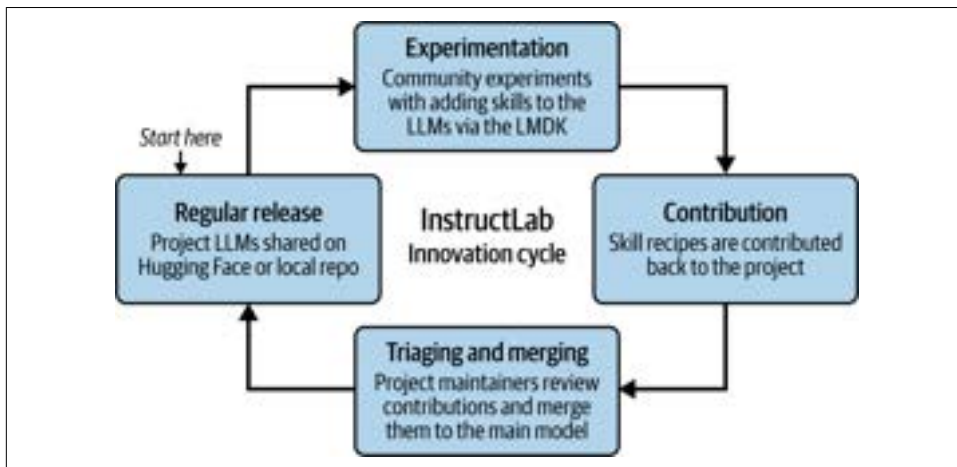 Experimentation
Community experiments
with adding skills to the
LLMs via the LMDK
Start here
Regular release
Project LLMs shared on
Hugging Face or local repo
InstructLab
Innovation cycle
Contribution
Skill recipes are contributed
back to the project
Triaging and merging
Project maintainers review
contributions and merge
them to the main model